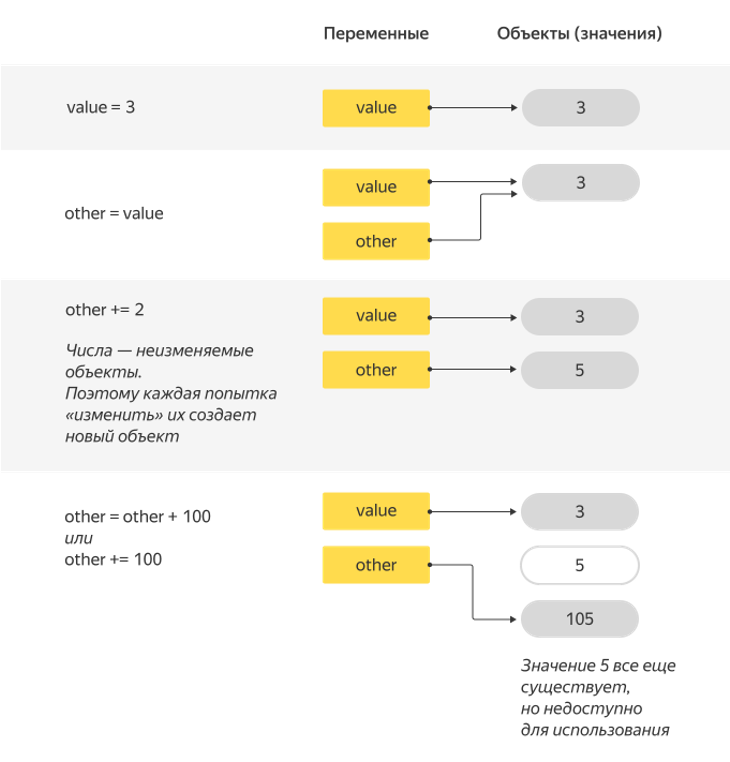 Переменные
Объекты (значения)
value = 3
value
3
other = value
value
3
other
other += 2
value
3
Числа — неизменяемые
объекты.
Поэтому каждая попытка
«изменить» их создает
новый объект
other
5
other = other + 100
или
other += 100
value
3
other
5
105
Значение 5 все еще
существует,
но недоступно
для использования